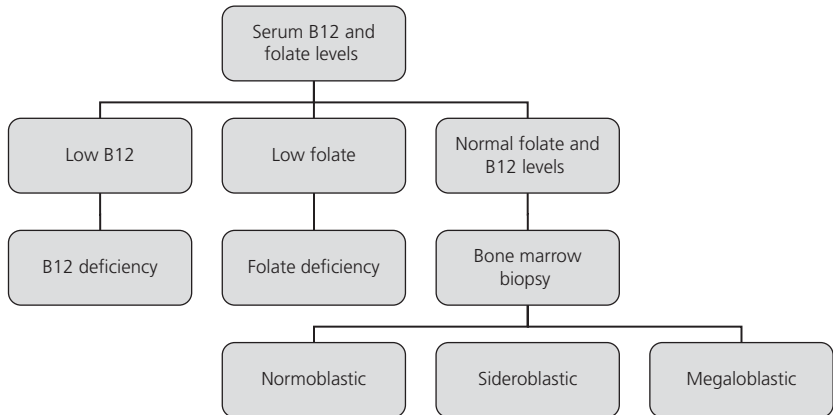 Serum B12 and
folate levels
Low B12
Low folate
Normal folate and
B12 levels
B12 deficiency
Folate deficiency
Bone marrow
biopsy
Normoblastic
Sideroblastic
Megaloblastic